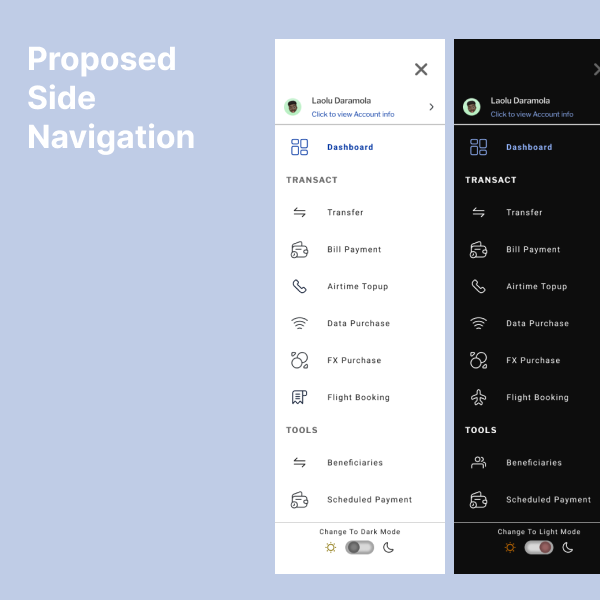 Proposed
Side
Navigation
Laolu Daramola
Click to view Account info
Dashboard
TRANSACT
Transfer
Bill Payment
Airtime Topup
Data Purchase
FX Purchase
Flight Booking
TOOLS
Beneficiaries
Scheduled Payment
Change To Dark Mode
Laolu Daramola
Click to view Account info
Dashboard
TRANSACT
Transfer
Bill Payment
Airtime Topup
Data Purchase
FX Purchase
Flight Booking
TOOLS
Beneficiaries
Scheduled Payment
Change To Light Mode